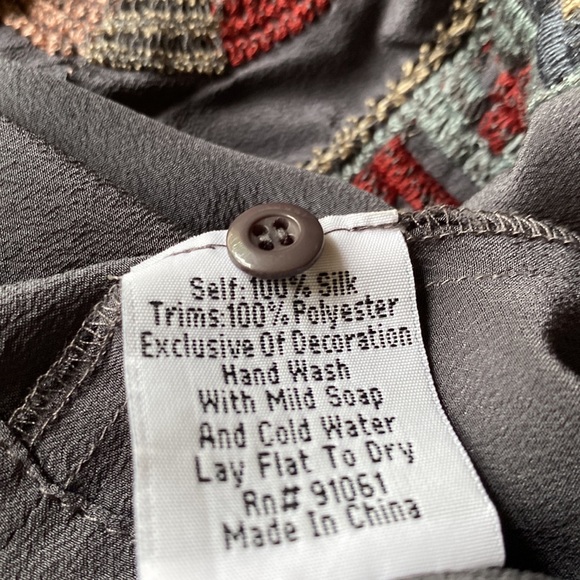 Self: 100% Silk
Trims:100% Polyester
Exclusive Of Decoration
Hand Wash
With Mild Soap
And Cold Water
Lay Flat To Dry
Rn# 91061
Made In China